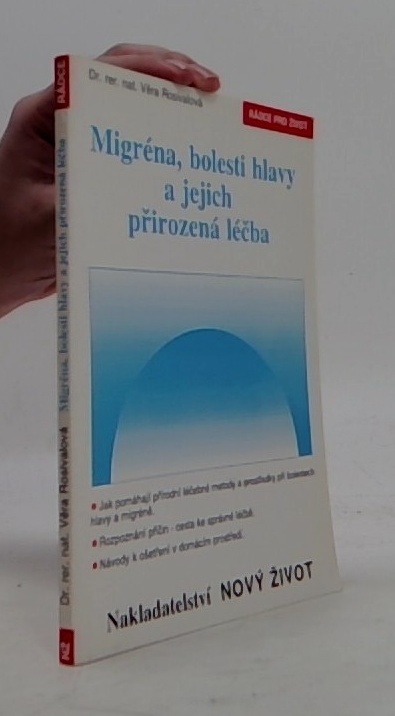 Dr. rer. nat. Věra Rosivalová
RÁDCE PRO ŽIVOT
Migréna, bolesti hlavy
a jejich
přirozená léčba
• Jak pomáhají přírodní léčebné metody a prostředky při bolestech
hlavy a migréně.
• Rozpoznání příčin - cesta ke správné léčbě.
• Návody k ošetření v domácím prostředí.
Nakladatelství NOVÝ ŽIVOT
RÁDCE
Migréna, bolesti hlavy a jejich přirozená léčba
Dr. rer. nat. Věra Rosivalová
NŽ